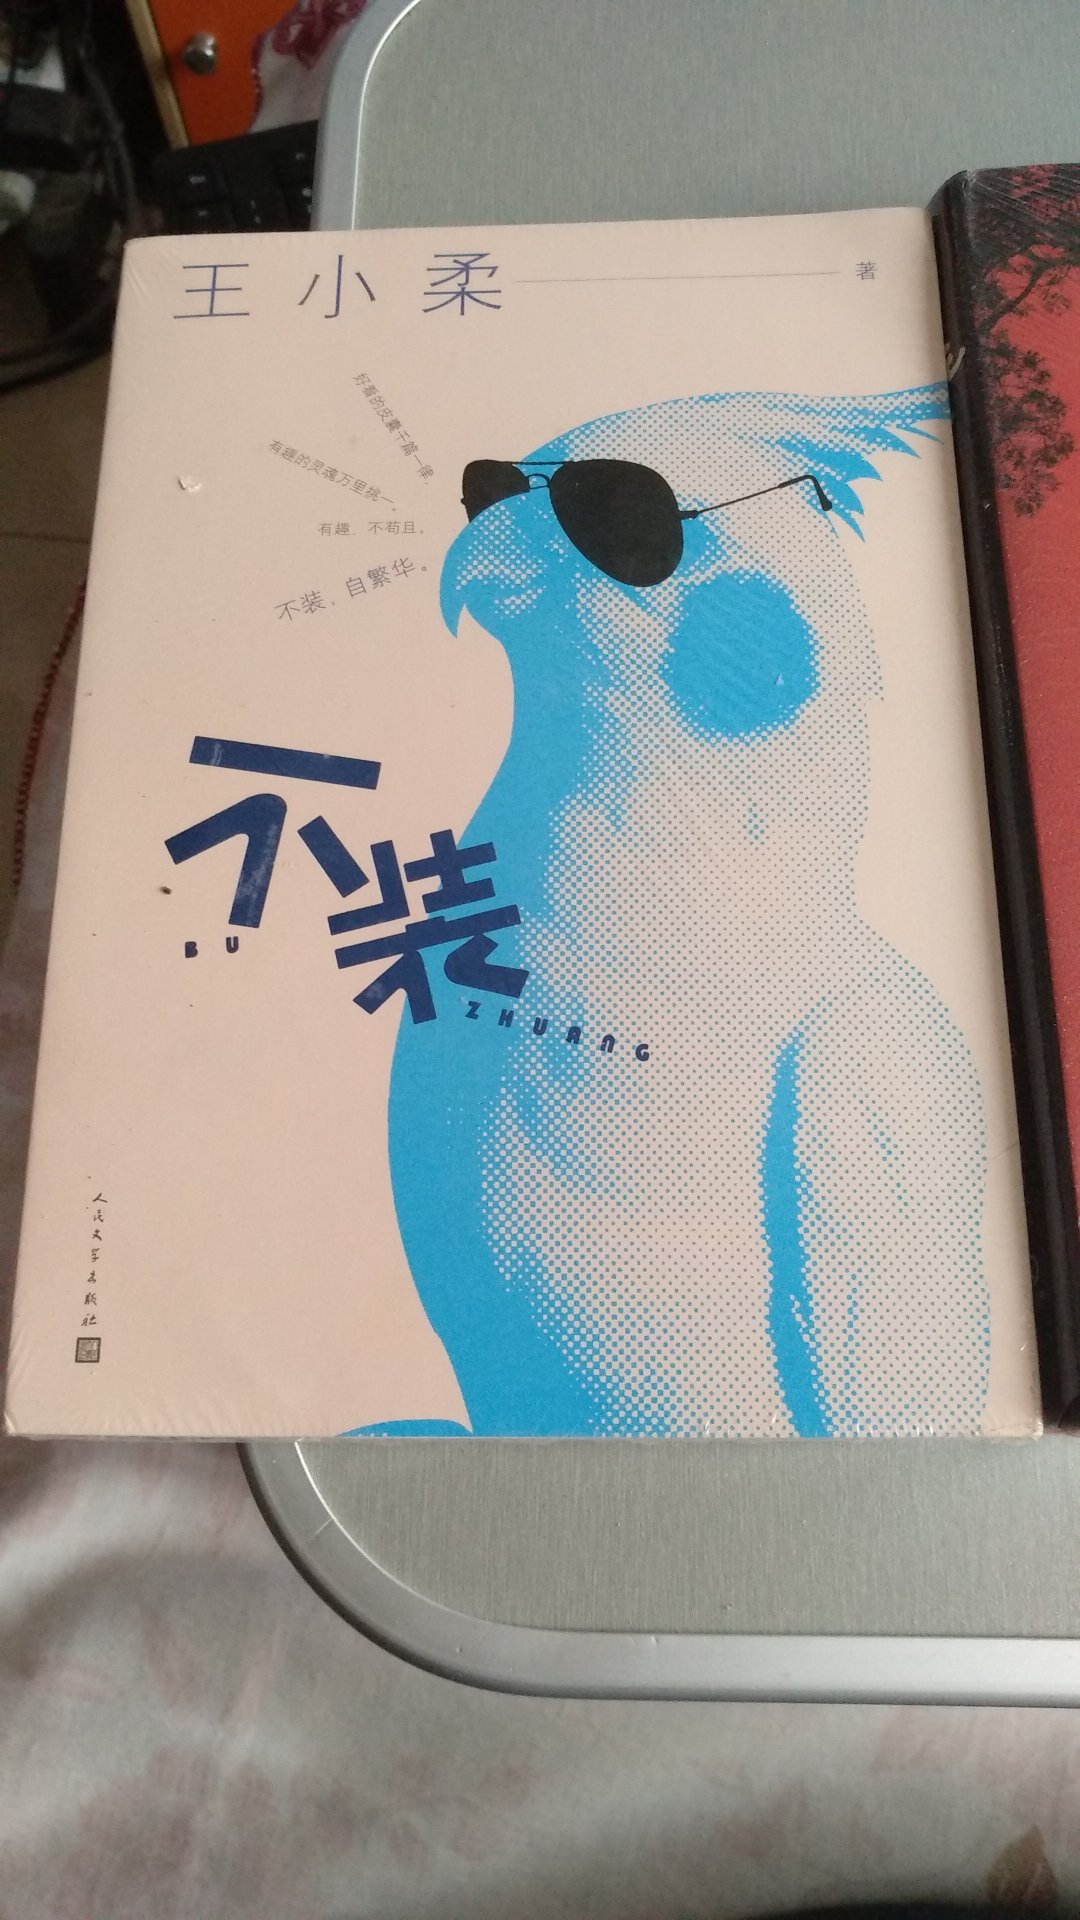 王小柔 著
好看的皮囊千篇一律，
有趣的灵魂万里挑一。
有趣，不苟且。
不装，自繁华。
不装
BU ZHUANG
人民文学出版社